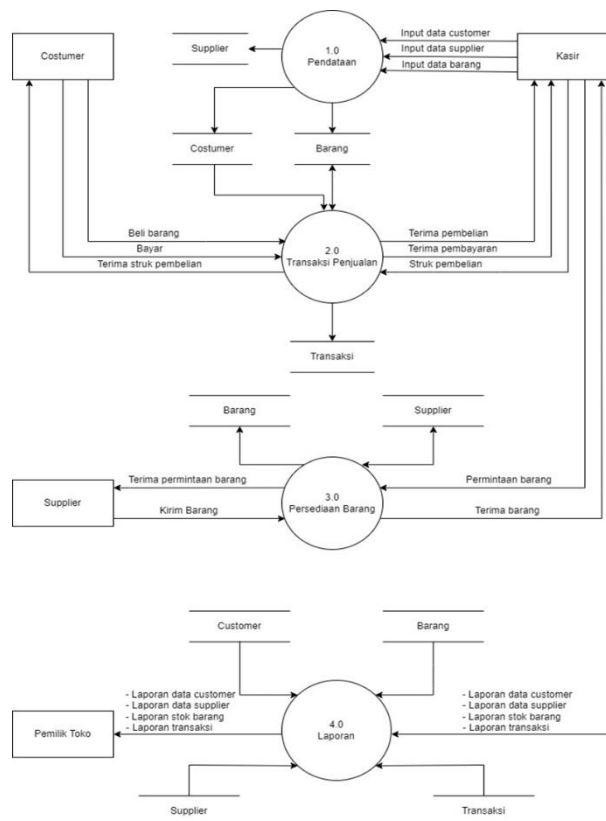 Costumer
Supplier
1.0
Pendataan
Input data customer
Input data supplier
Input data barang
Kasir
Costumer
Barang
Beli barang
Bayar
Terima struk pembelian
2.0
Transaksi Penjualan
Terima pembelian
Terima pembayaran
Struk pembelian
Transaksi
Barang
Supplier
Terima permintaan barang
Permintaan barang
Supplier
Kirim Barang
3.0
Persediaan Barang
Terima barang
Customer
Barang
- Laporan data customer
- Laporan data supplier
- Laporan stok barang
- Laporan transaksi
- Laporan data customer
- Laporan data supplier
- Laporan stok barang
- Laporan transaksi
Pemilik Toko
4.0
Laporan
Supplier
Transaksi